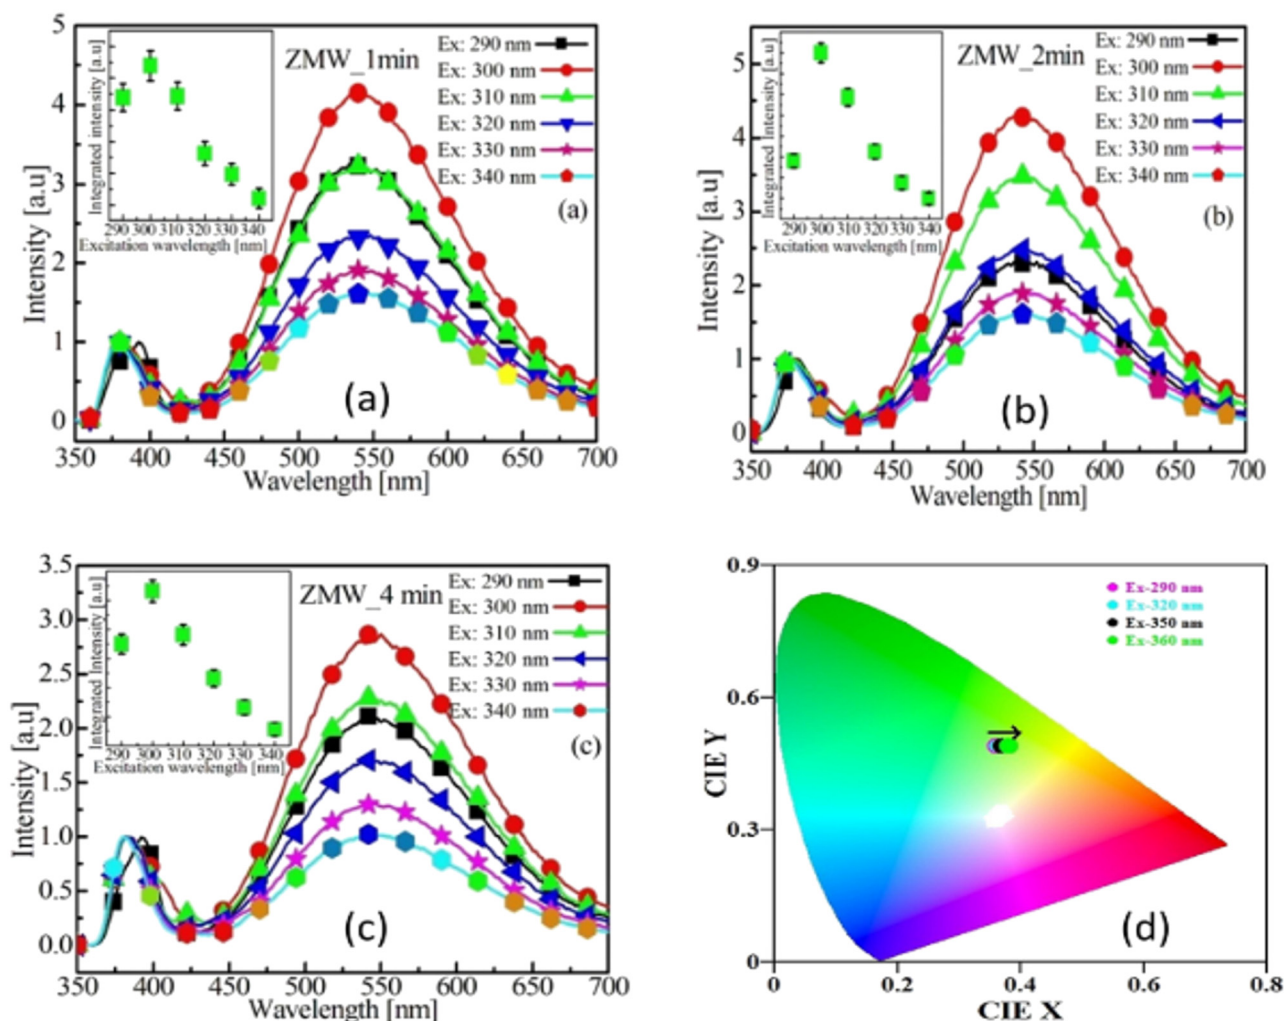 5
4
3
2
1
0
Intensity [a.u]
350 400 450 500 550 600 650 700
Wavelength [nm]
ZMW_1min
Ex: 290 nm
Ex: 300 nm
Ex: 310 nm
Ex: 320 nm
Ex: 330 nm
Ex: 340 nm
(a)
(a)
Integrated intensity [a.u]
290 300 310 320 330 340
Excitation wavelength [nm]
5
4
3
2
1
0
Intensity [a.u]
350 400 450 500 550 600 650 700
Wavelength [nm]
ZMW_2min
Ex: 290 nm
Ex: 300 nm
Ex: 310 nm
Ex: 320 nm
Ex: 330 nm
Ex: 340 nm
(b)
(b)
Integrated Intensity [a.u]
290 300 310 320 330 340
Excitation wavelength [nm]
3.5
3.0
2.5
2.0
1.5
1.0
0.5
0.0
Intensity [a.u]
350 400 450 500 550 600 650 700
Wavelength [nm]
ZMW_4 min
Ex: 290 nm
Ex: 300 nm
Ex: 310 nm
Ex: 320 nm
Ex: 330 nm
Ex: 340 nm
(c)
(c)
Integrated Intensity [a.u]
290 300 310 320 330 340
Excitation wavelength [nm]
0.9
0.6
0.3
0
CIE Y
0 0.2 0.4 0.6 0.8
CIE X
Ex-290 nm
Ex-320 nm
Ex-350 nm
Ex-360 nm
(d)